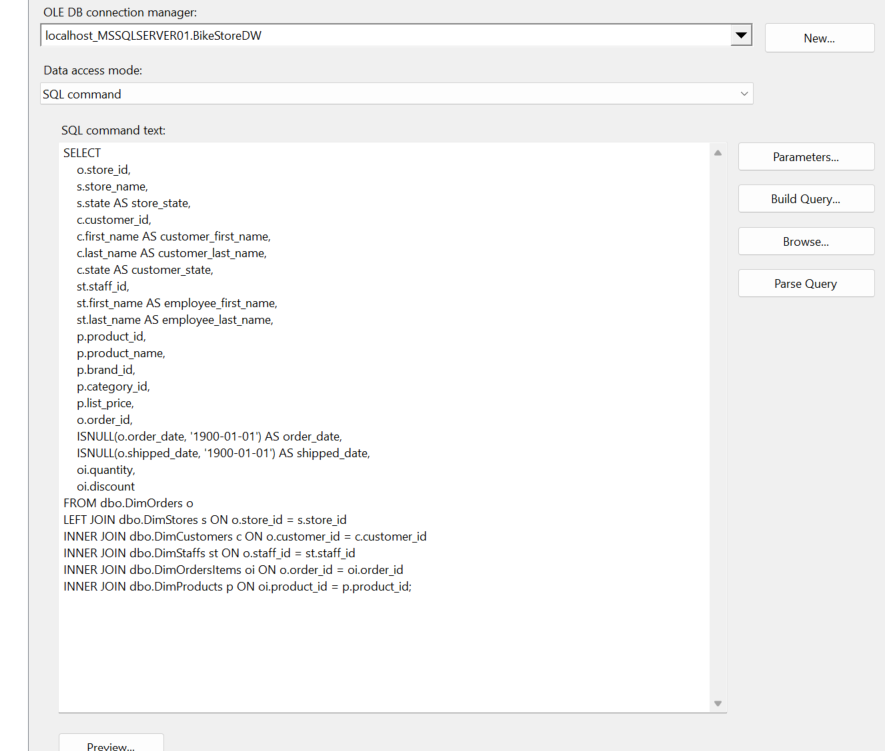 OLE DB connection manager:
localhost_MSSQLSERVER01.BikeStoreDW
New...
Data access mode:
SQL command
SQL command text:
SELECT
o.store_id,
s.store_name,
s.state AS store_state,
c.customer_id,
c.first_name AS customer_first_name,
c.last_name AS customer_last_name,
c.state AS customer_state,
st.staff_id,
st.first_name AS employee_first_name,
st.last_name AS employee_last_name,
p.product_id,
p.product_name,
p.brand_id,
p.category_id,
p.list_price,
o.order_id,
ISNULL(o.order_date, '1900-01-01') AS order_date,
ISNULL(o.shipped_date, '1900-01-01') AS shipped_date,
oi.quantity,
oi.discount
FROM dbo.DimOrders o
LEFT JOIN dbo.DimStores s ON o.store_id = s.store_id
INNER JOIN dbo.DimCustomers c ON o.customer_id = c.customer_id
INNER JOIN dbo.DimStaffs st ON o.staff_id = st.staff_id
INNER JOIN dbo.DimOrdersItems oi ON o.order_id = oi.order_id
INNER JOIN dbo.DimProducts p ON oi.product_id = p.product_id;
Parameters...
Build Query...
Browse...
Parse Query
Preview...